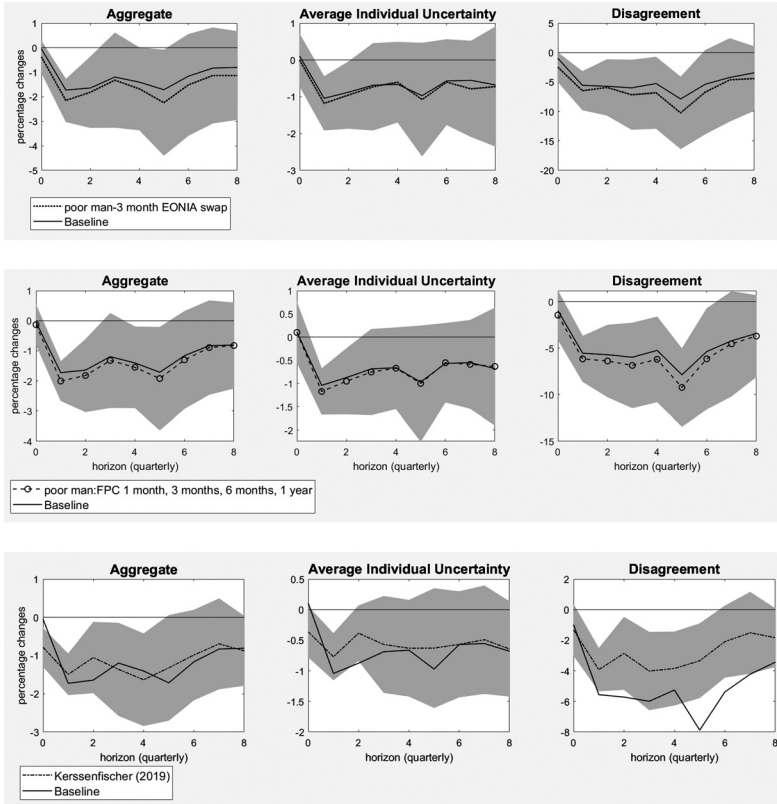 Aggregate
Average Individual Uncertainty
Disagreement
percentage changes
1
0
-1
-2
-3
-4
-5
0 2 4 6 8
1
0
-1
-2
-3
0 2 4 6 8
5
0
-5
-10
-15
-20
0 2 4 6 8
poor man-3 month EONIA swap
Baseline
Aggregate
Average Individual Uncertainty
Disagreement
percentage changes
1
0
-1
-2
-3
-4
0 2 4 6 8
horizon (quarterly)
0.5
0
-0.5
-1
-1.5
-2
0 2 4 6 8
horizon (quarterly)
0
-5
-10
-15
0 2 4 6 8
horizon (quarterly)
poor man:FPC 1 month, 3 months, 6 months, 1 year
Baseline
Aggregate
Average Individual Uncertainty
Disagreement
percentage changes
1
0
-1
-2
-3
0 2 4 6 8
horizon (quarterly)
0.5
0
-0.5
-1
-1.5
-2
0 2 4 6 8
horizon (quarterly)
2
0
-2
-4
-6
-8
0 2 4 6 8
horizon (quarterly)
Kerssenfischer (2019)
Baseline